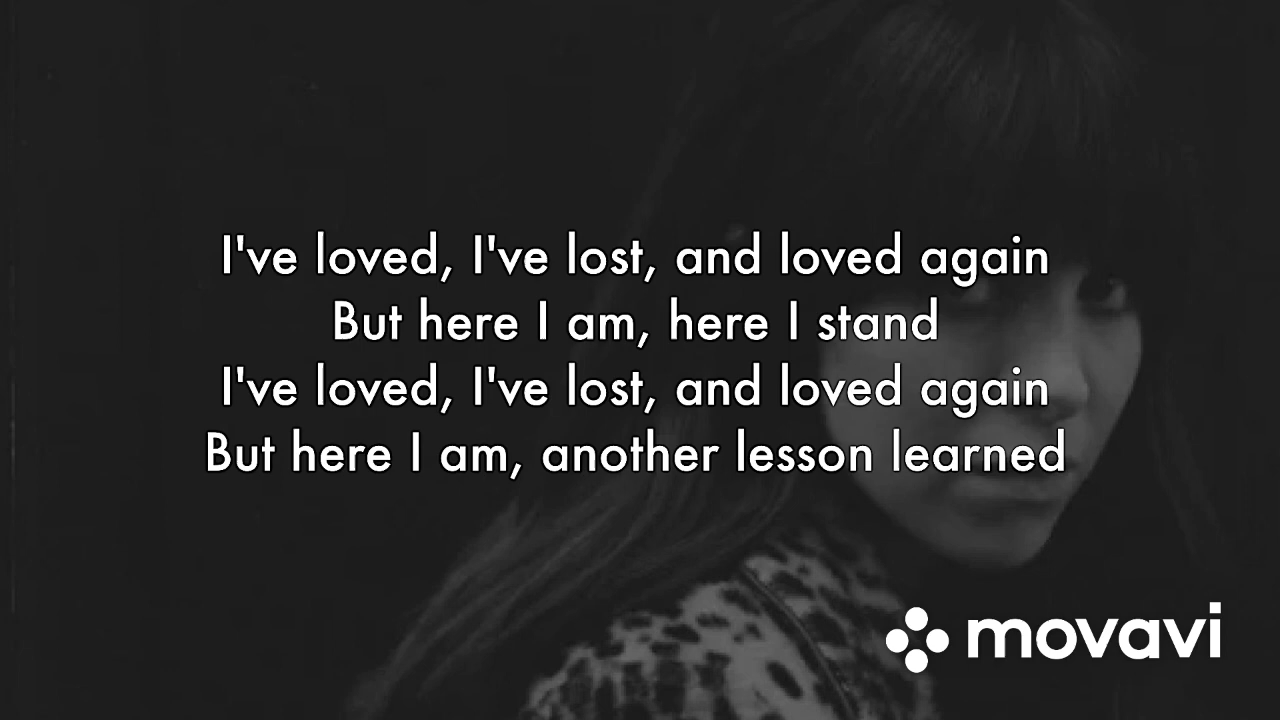 I've loved, I've lost, and loved again
But here I am, here I stand
I've loved, I've lost, and loved again
But here I am, another lesson learned
movavi